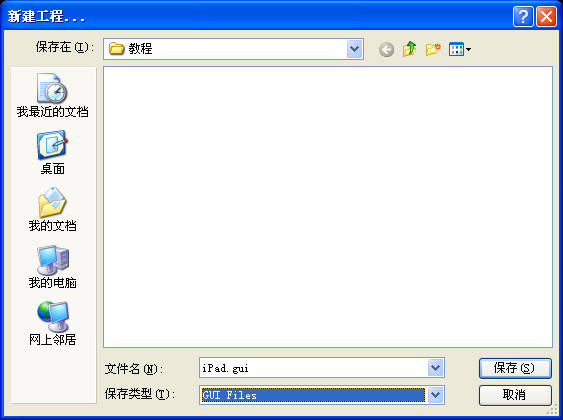 新建工程...
保存在(I):
教程
我最近的文档
桌面
我的文档
我的电脑
网上邻居
文件名(N):
iPad.gui
保存(S)
保存类型(T):
GUI Files
取消